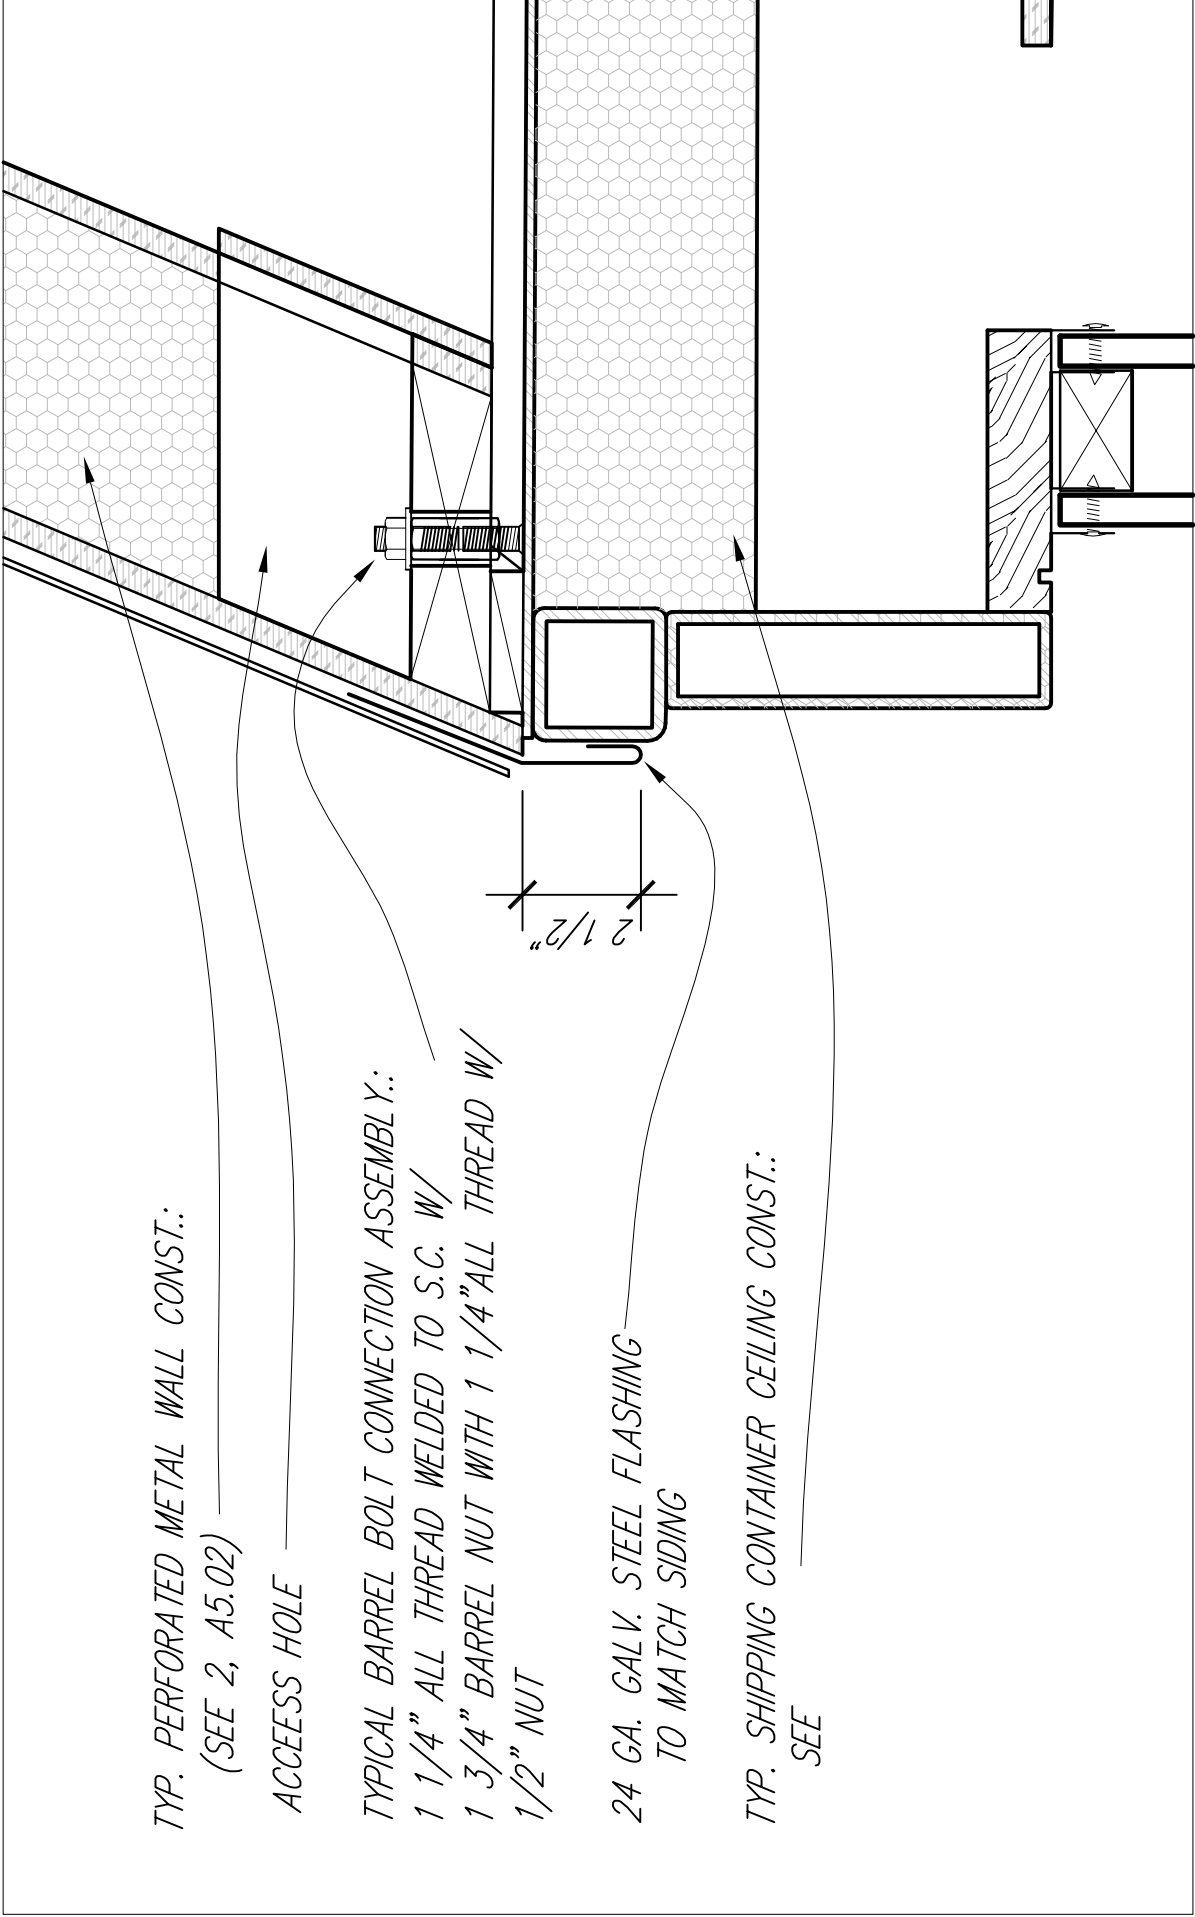 TYP. PERFORATED METAL WALL CONST.:
(SEE 2, A5.02)
ACCESS HOLE
TYPICAL BARREL BOLT CONNECTION ASSEMBLY.:
1 1/4" ALL THREAD WELDED TO S.C. W/
1 3/4" BARREL NUT WITH 1 1/4"ALL THREAD W/
1/2" NUT
24 GA. GALV. STEEL FLASHING
TO MATCH SIDING
TYP. SHIPPING CONTAINER CEILING CONST.:
SEE
2 1/2"